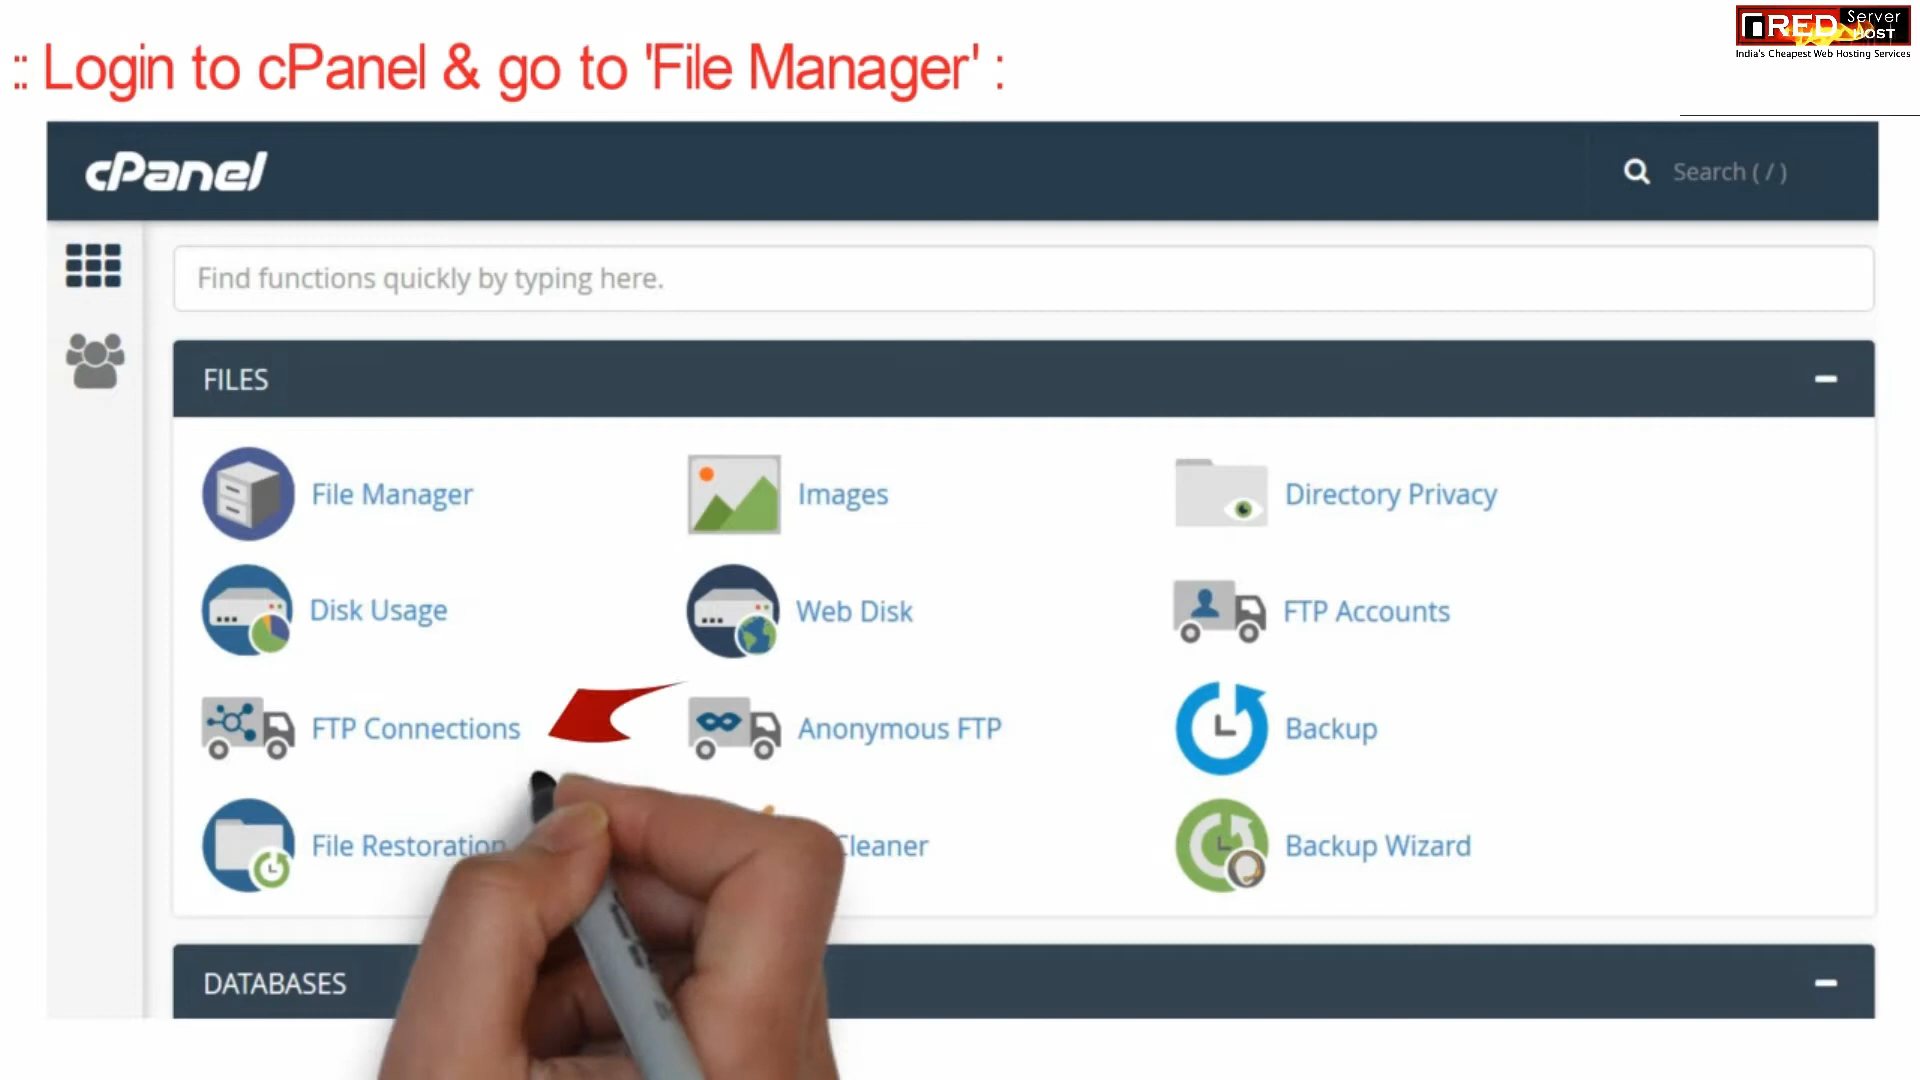 :: Login to cPanel & go to 'File Manager' :
RED Server HOST
India's Cheapest Web Hosting Services
cPanel
Search ( / )
Find functions quickly by typing here.
FILES
File Manager
Images
Directory Privacy
Disk Usage
Web Disk
FTP Accounts
FTP Connections
Anonymous FTP
Backup
File Restoration
Cleaner
Backup Wizard
DATABASES